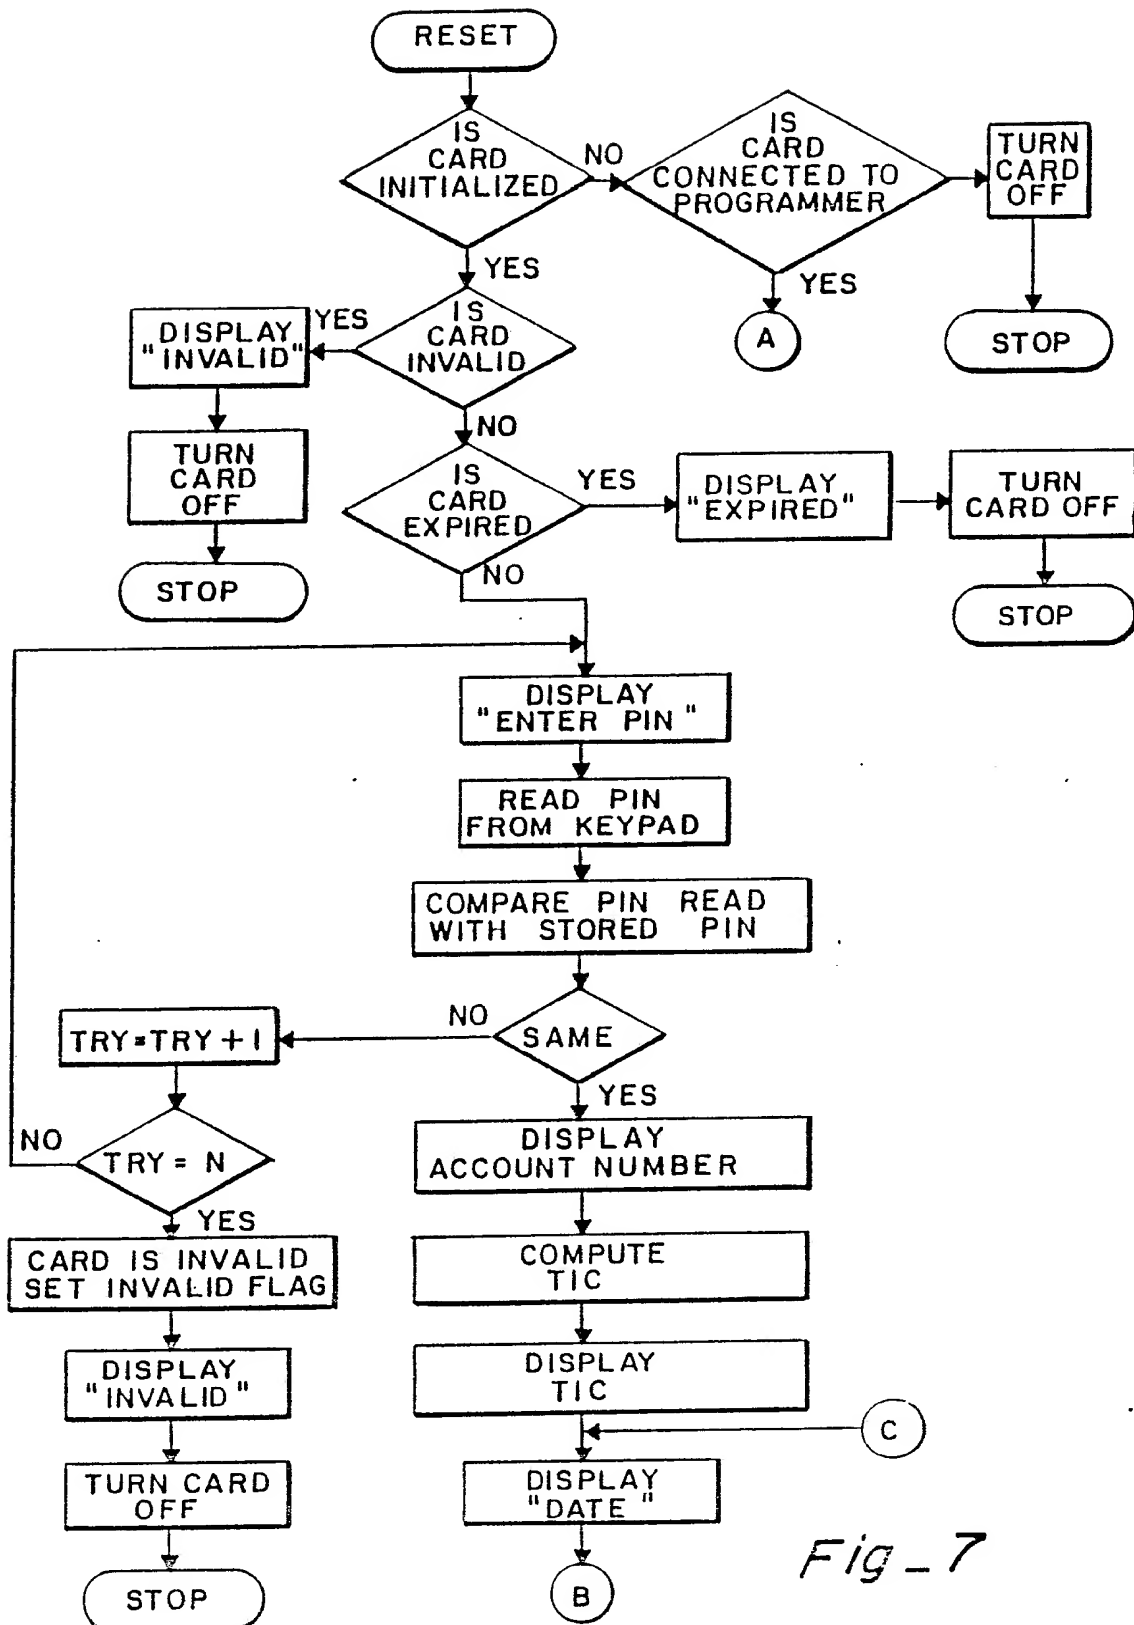 RESET
IS
CARD
INITIALIZED
NO
IS
CARD
CONNECTED TO
PROGRAMMER
TURN
CARD
OFF
YES
YES
A
STOP
IS
CARD
INVALID
YES
DISPLAY
"INVALID"
TURN
CARD
OFF
STOP
NO
IS
CARD
EXPIRED
YES
DISPLAY
"EXPIRED"
TURN
CARD OFF
STOP
NO
DISPLAY
"ENTER PIN"
READ PIN
FROM KEYPAD
COMPARE PIN READ
WITH STORED PIN
SAME
NO
TRY=TRY+1
YES
TRY = N
NO
YES
CARD IS INVALID
SET INVALID FLAG
DISPLAY
"INVALID"
TURN CARD
OFF
STOP
DISPLAY
ACCOUNT NUMBER
COMPUTE
TIC
DISPLAY
TIC
C
DISPLAY
"DATE"
B
Fig_7